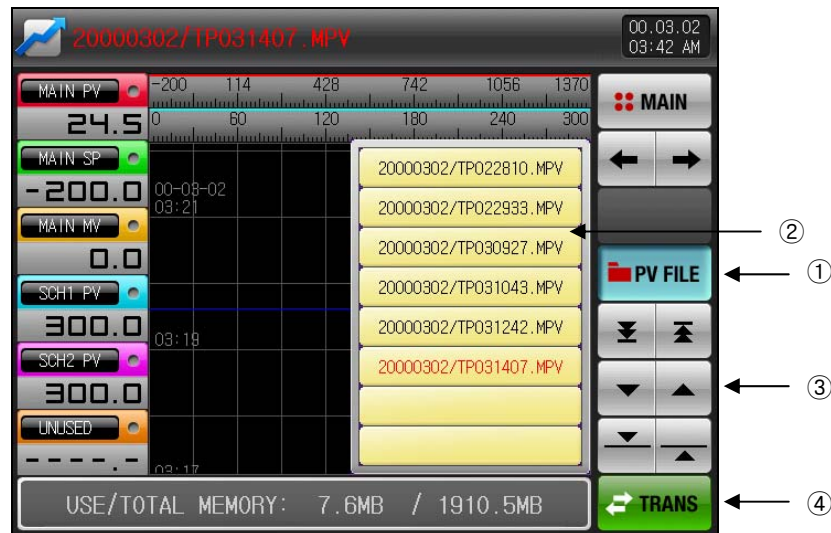 20000302/TP031407.MPV
00.03.02
03:42 AM
MAIN PV
24.5
MAIN SP
-200.0
MAIN MV
0.0
SCH1 PV
300.0
SCH2 PV
300.0
UNUSED
- - - - . -
-200 114 428 742 1056 1370
0 60 120 180 240 300
00-03-02
03:21
03:19
03:17
20000302/TP022810.MPV
20000302/TP022933.MPV
20000302/TP030927.MPV
20000302/TP031043.MPV
20000302/TP031242.MPV
20000302/TP031407.MPV
MAIN
PV FILE
TRANS
②
①
③
④
USE/TOTAL MEMORY: 7.6MB / 1910.5MB